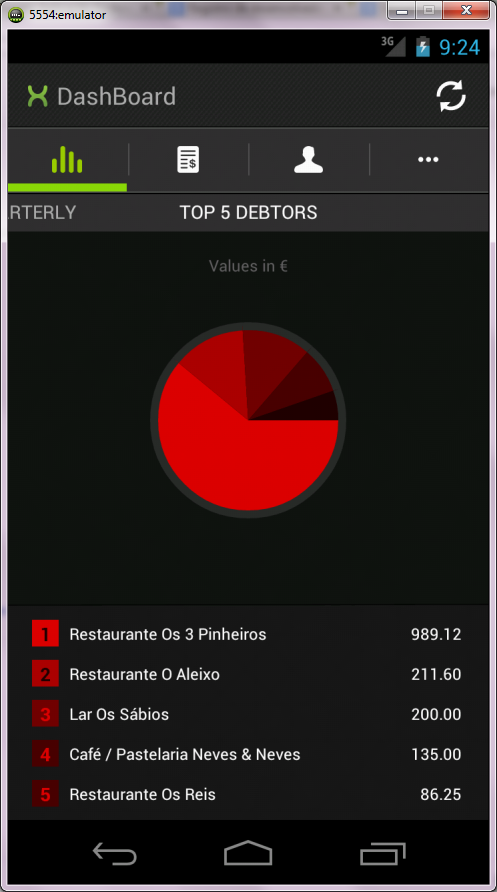 5554:emulator
3G 9:24
DashBoard
RTERLY TOP 5 DEBTORS
Values in €
1 Restaurante Os 3 Pinheiros 989.12
2 Restaurante O Aleixo 211.60
3 Lar Os Sábios 200.00
4 Café / Pastelaria Neves & Neves 135.00
5 Restaurante Os Reis 86.25